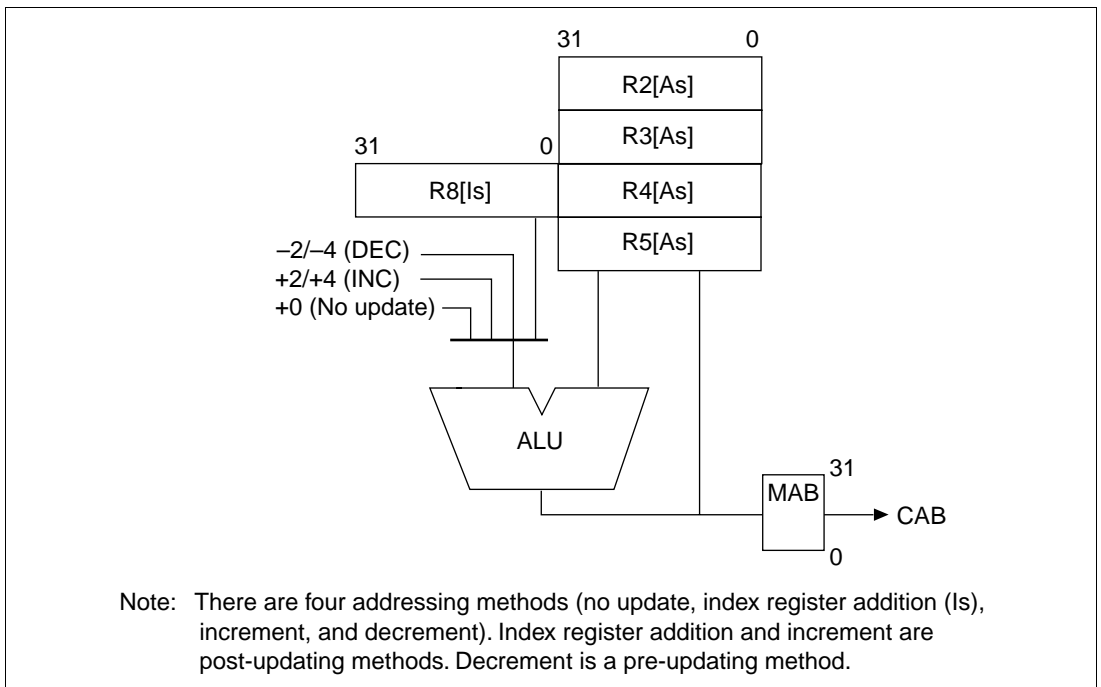 31 0
R2[As]
R3[As]
31 0
R8[Is] R4[As]
R5[As]
–2/–4 (DEC)
+2/+4 (INC)
+0 (No update)
ALU
31
MAB
CAB
0
Note: There are four addressing methods (no update, index register addition (Is),
increment, and decrement). Index register addition and increment are
post-updating methods. Decrement is a pre-updating method.